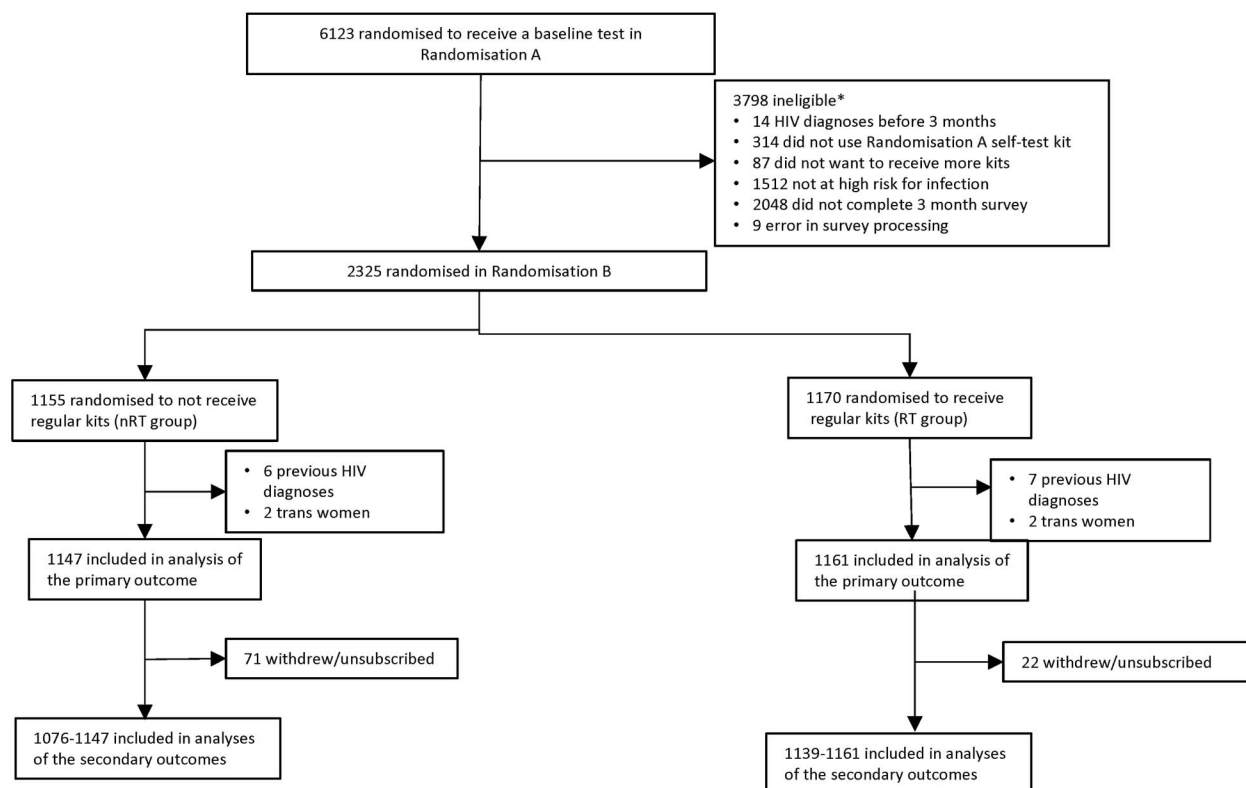 6123 randomised to receive a baseline test in
Randomisation A
3798 ineligible*
• 14 HIV diagnoses before 3 months
• 314 did not use Randomisation A self-test kit
• 87 did not want to receive more kits
• 1512 not at high risk for infection
• 2048 did not complete 3 month survey
• 9 error in survey processing
2325 randomised in Randomisation B
1155 randomised to not receive
regular kits (nRT group)
1170 randomised to receive
regular kits (RT group)
• 6 previous HIV
diagnoses
• 2 trans women
• 7 previous HIV
diagnoses
• 2 trans women
1147 included in analysis of
the primary outcome
1161 included in analysis of
the primary outcome
71 withdrew/unsubscribed
22 withdrew/unsubscribed
1076-1147 included in analyses
of the secondary outcomes
1139-1161 included in analyses
of the secondary outcomes